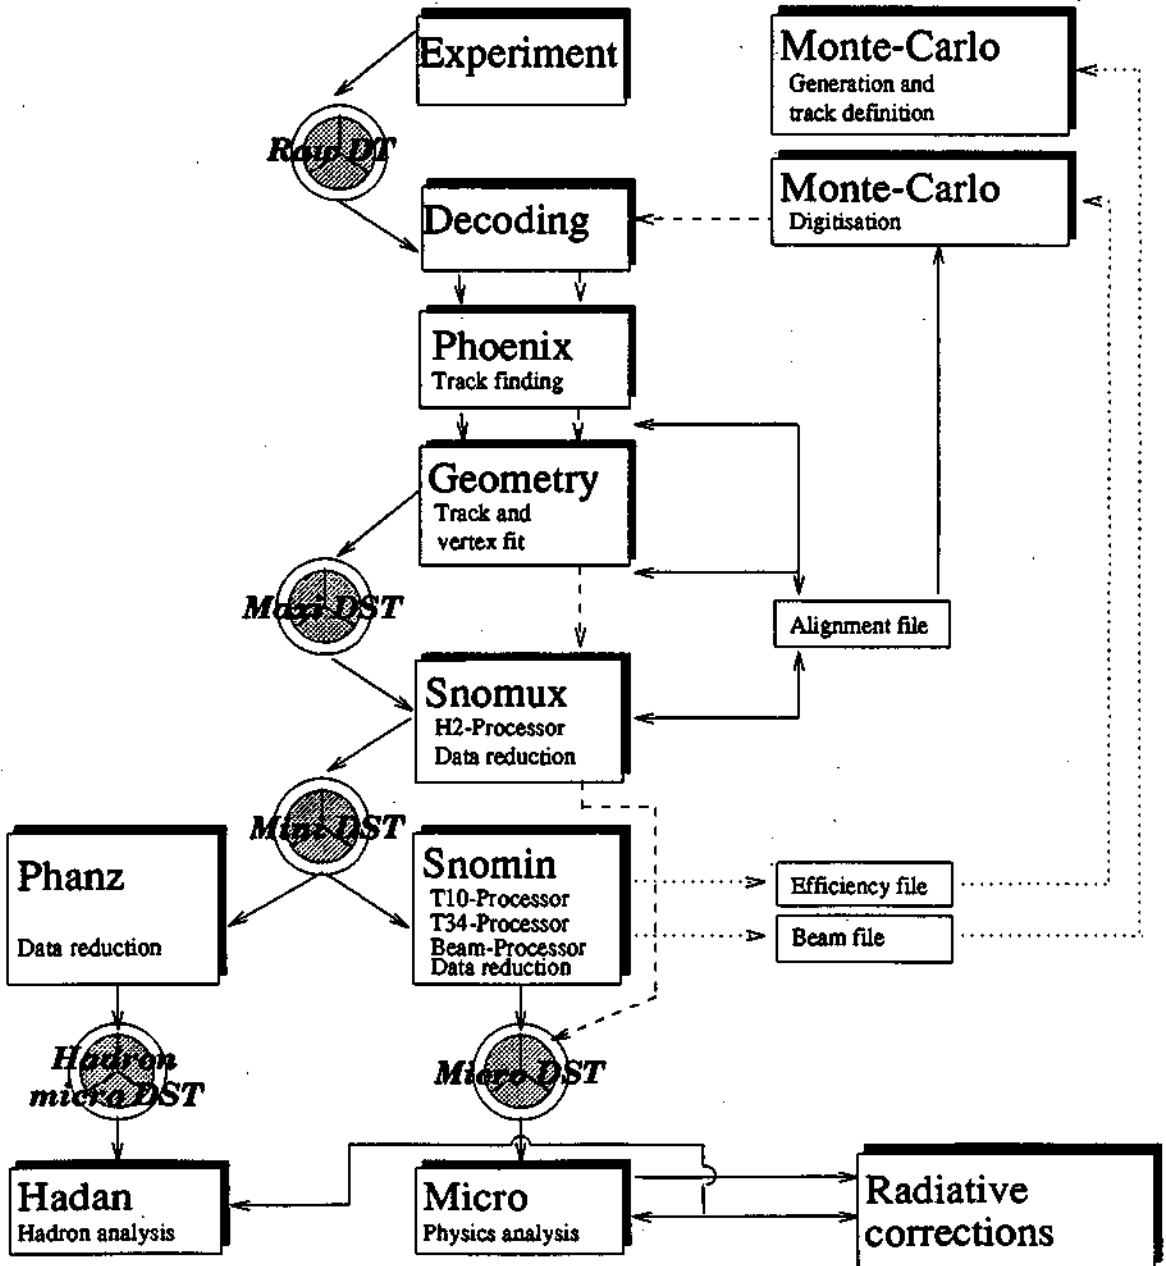 Experiment
Monte-Carlo
Generation and
track definition
Raw DT
Monte-Carlo
Digitisation
Decoding
Phoenix
Track finding
Geometry
Track and
vertex fit
Maxi DST
Alignment file
Snomux
H2-Processor
Data reduction
Mini DST
Phanz
Data reduction
Snomin
T10-Processor
T34-Processor
Beam-Processor
Data reduction
Efficiency file
Beam file
Hadron
micra DST
Micro DST
Hadan
Hadron analysis
Micro
Physics analysis
Radiative
corrections